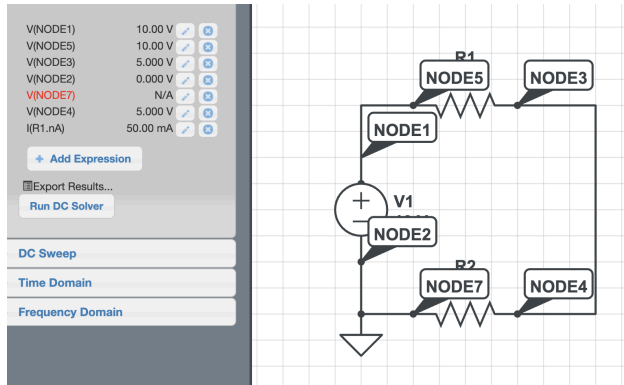 V(NODE1) 10.00 V
V(NODE5) 10.00 V
V(NODE3) 5.000 V
V(NODE2) 0.000 V
V(NODE7) N/A
V(NODE4) 5.000 V
I(R1.nA) 50.00 mA
+ Add Expression
Export Results...
Run DC Solver
DC Sweep
Time Domain
Frequency Domain
R1
NODE5
NODE3
NODE1
V1
NODE2
R2
NODE7
NODE4